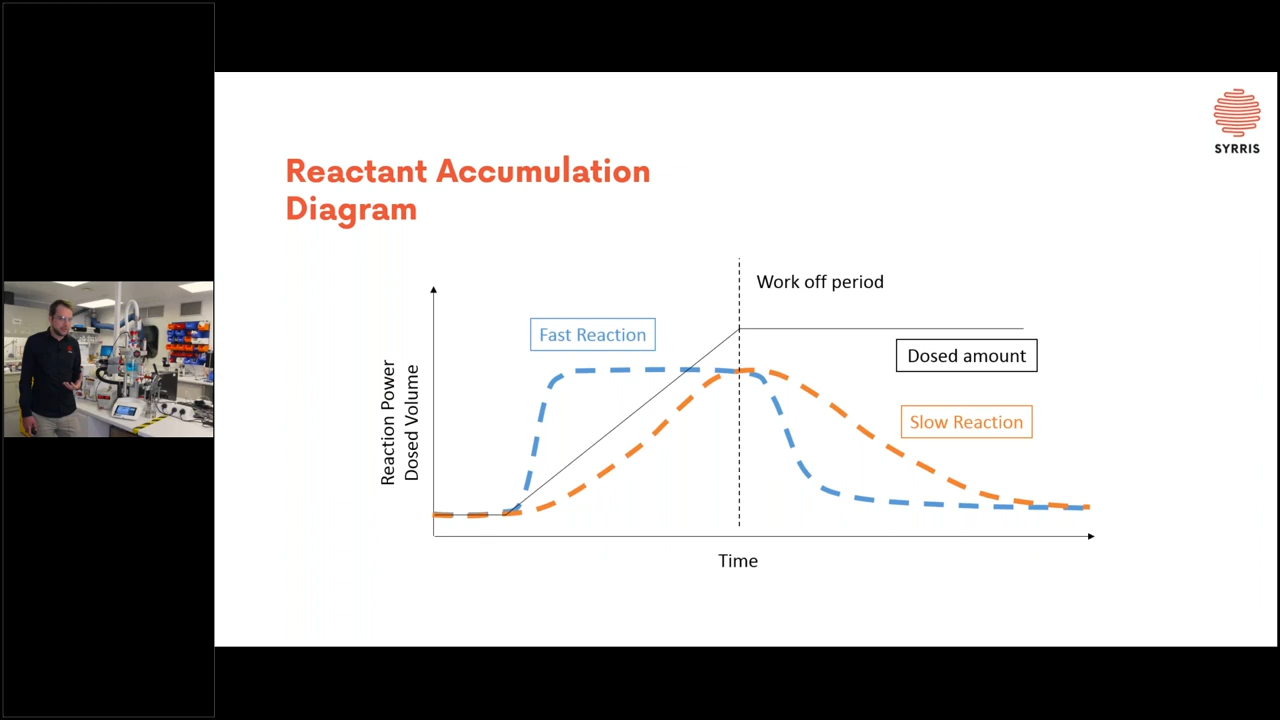 SYRRIS
Reactant Accumulation
Diagram
Work off period
Fast Reaction
Dosed amount
Slow Reaction
Reaction Power
Dosed Volume
Time